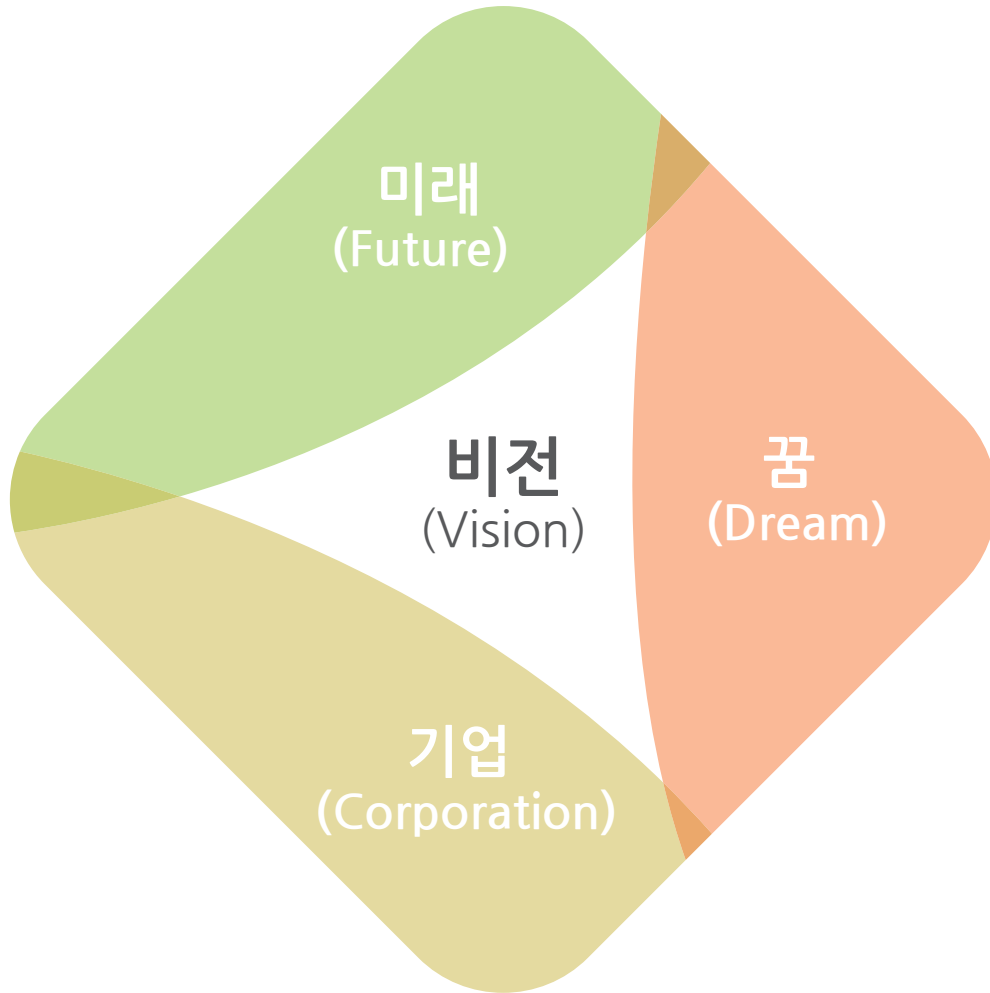 미래
(Future)
비전
(Vision)
꿈
(Dream)
기업
(Corporation)